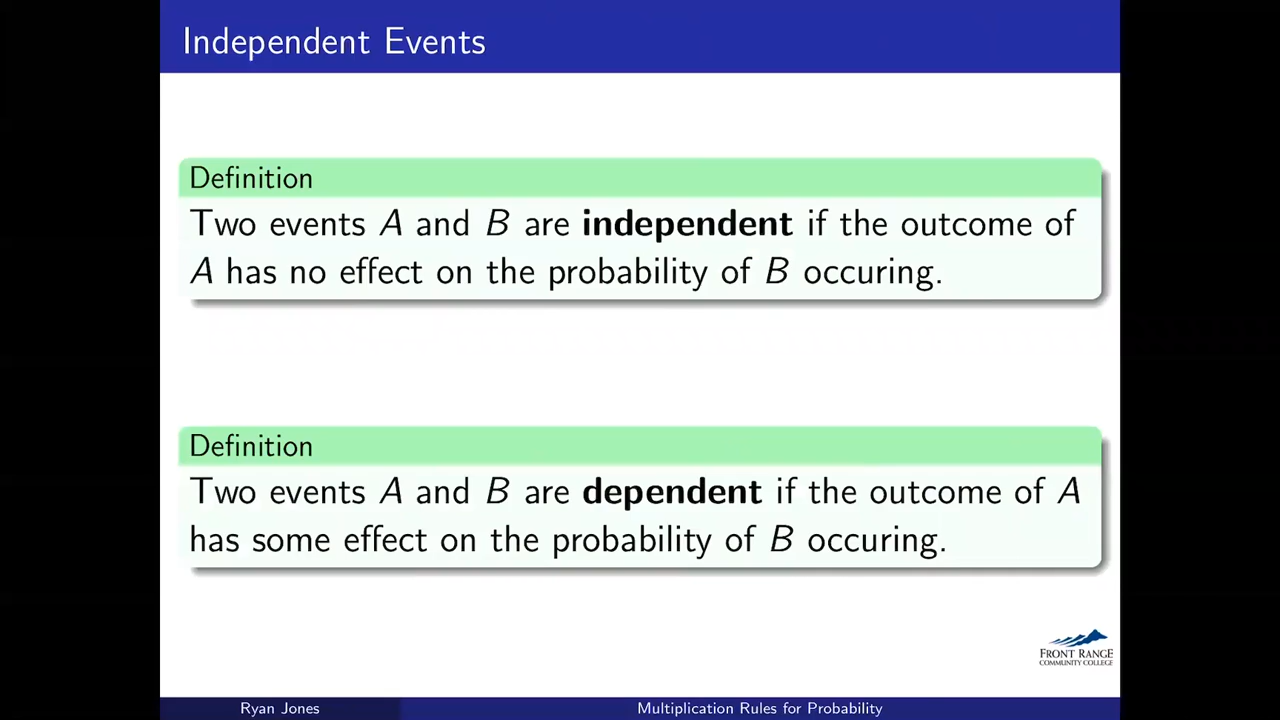 Independent Events
Definition
Two events A and B are independent if the outcome of
A has no effect on the probability of B occuring.
Definition
Two events A and B are dependent if the outcome of A
has some effect on the probability of B occuring.
FRONT RANGE
COMMUNITY COLLEGE
Ryan Jones
Multiplication Rules for Probability